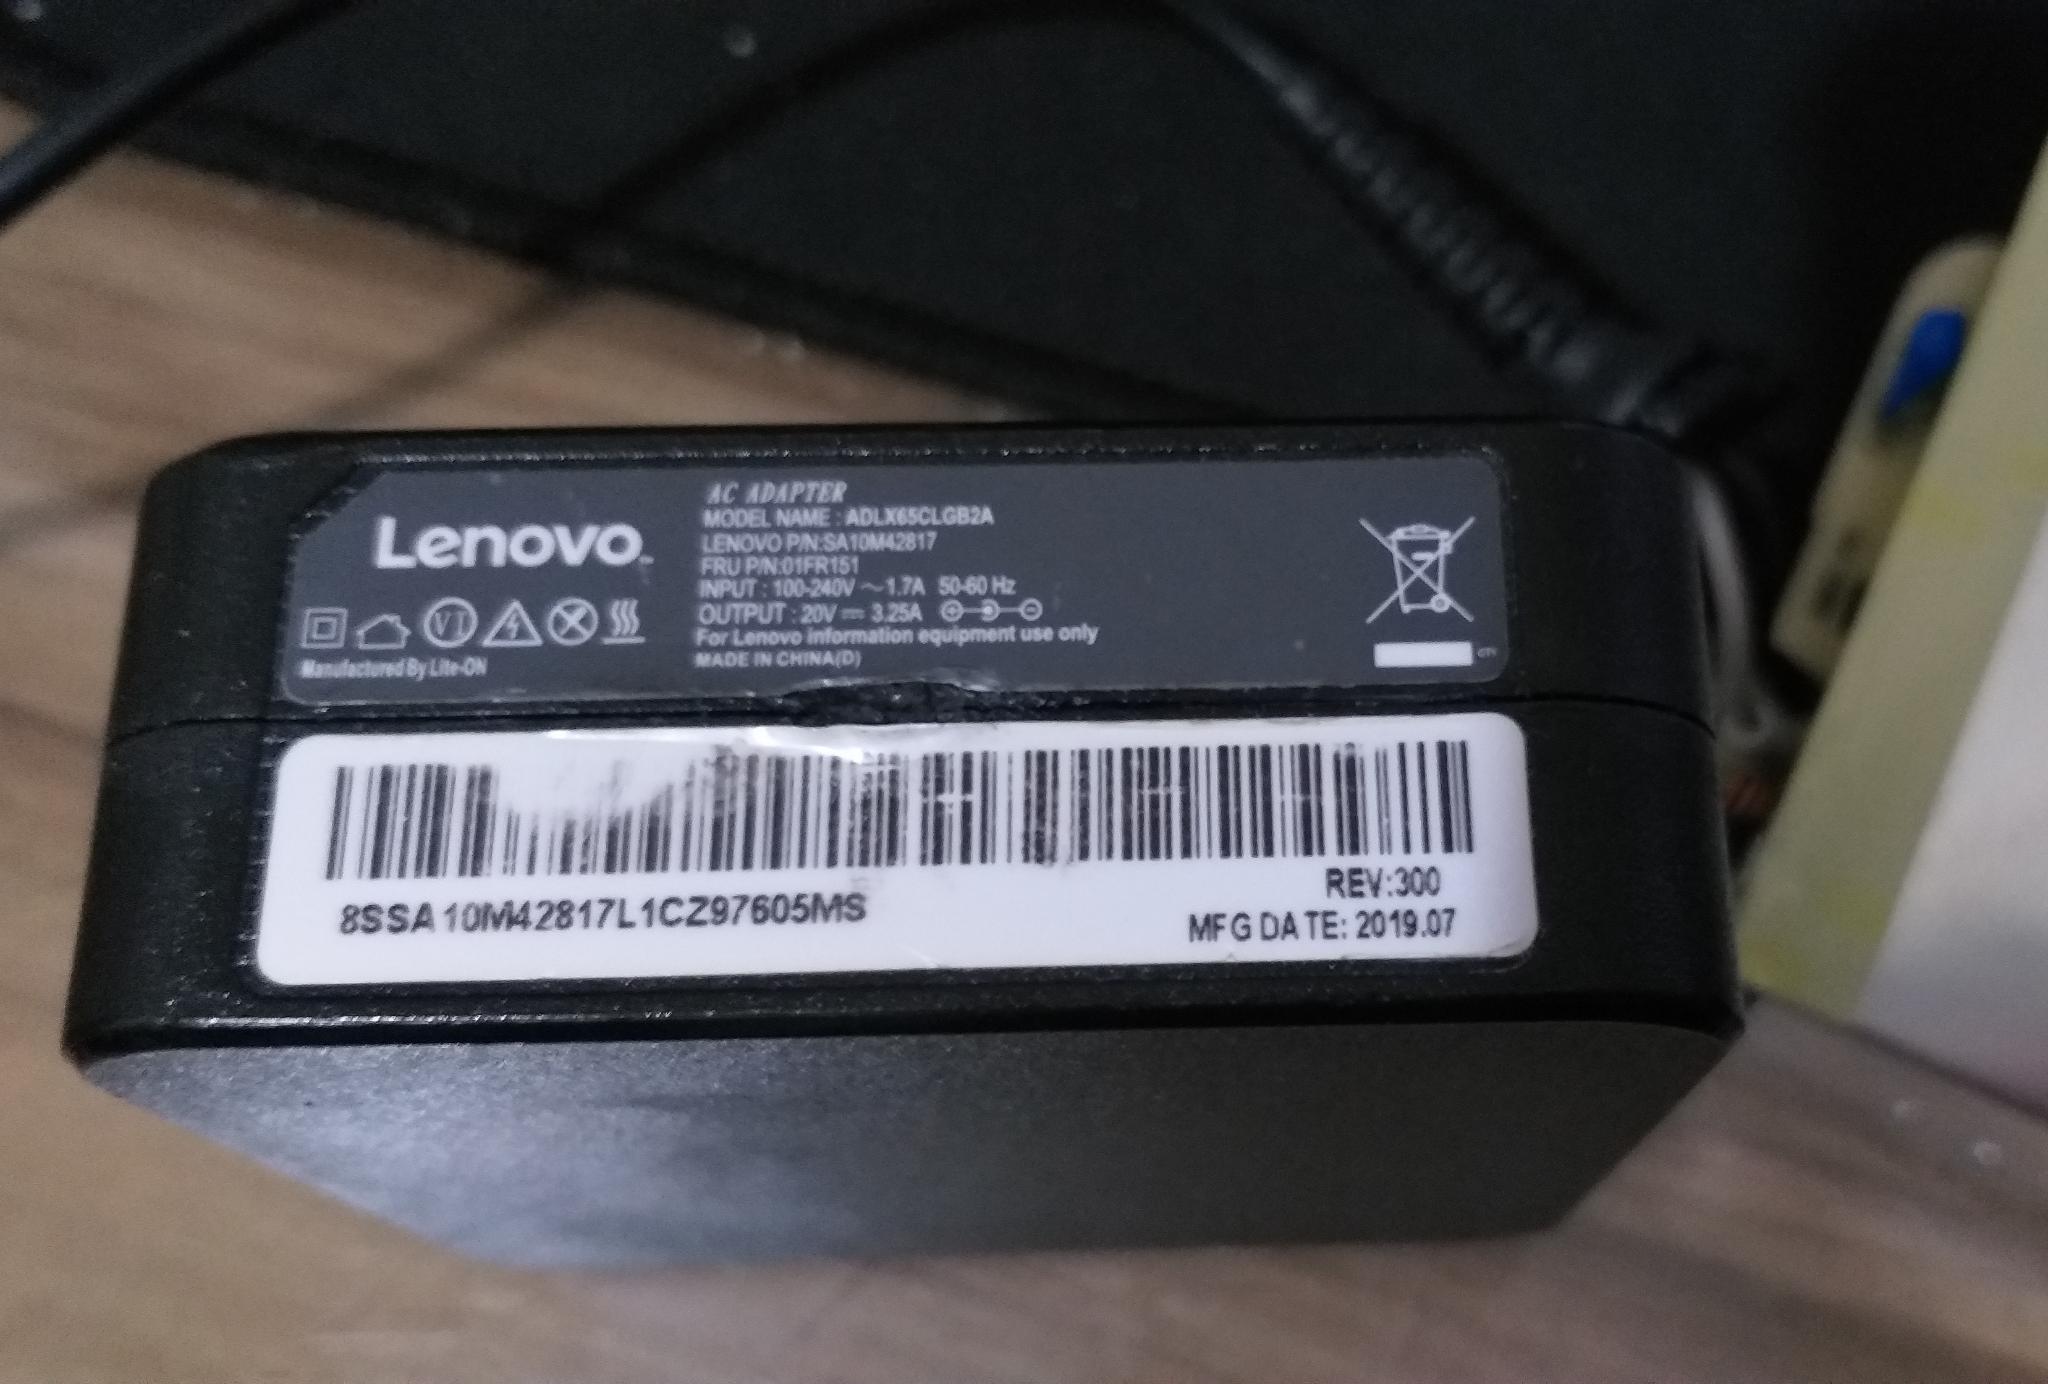 Lenovo
AC ADAPTER
MODEL NAME : ADLX65CLGB2A
LENOVO P/N:SA10M42817
FRU P/N:01FR151
INPUT : 100-240V ~1.7A 50-60 Hz
OUTPUT : 20V ⎓ 3.25A
For Lenovo information equipment use only
MADE IN CHINA(D)
VI
Manufactured By Lite-ON
8SSA10M42817L1CZ97605MS
REV:300
MFG DATE: 2019.07